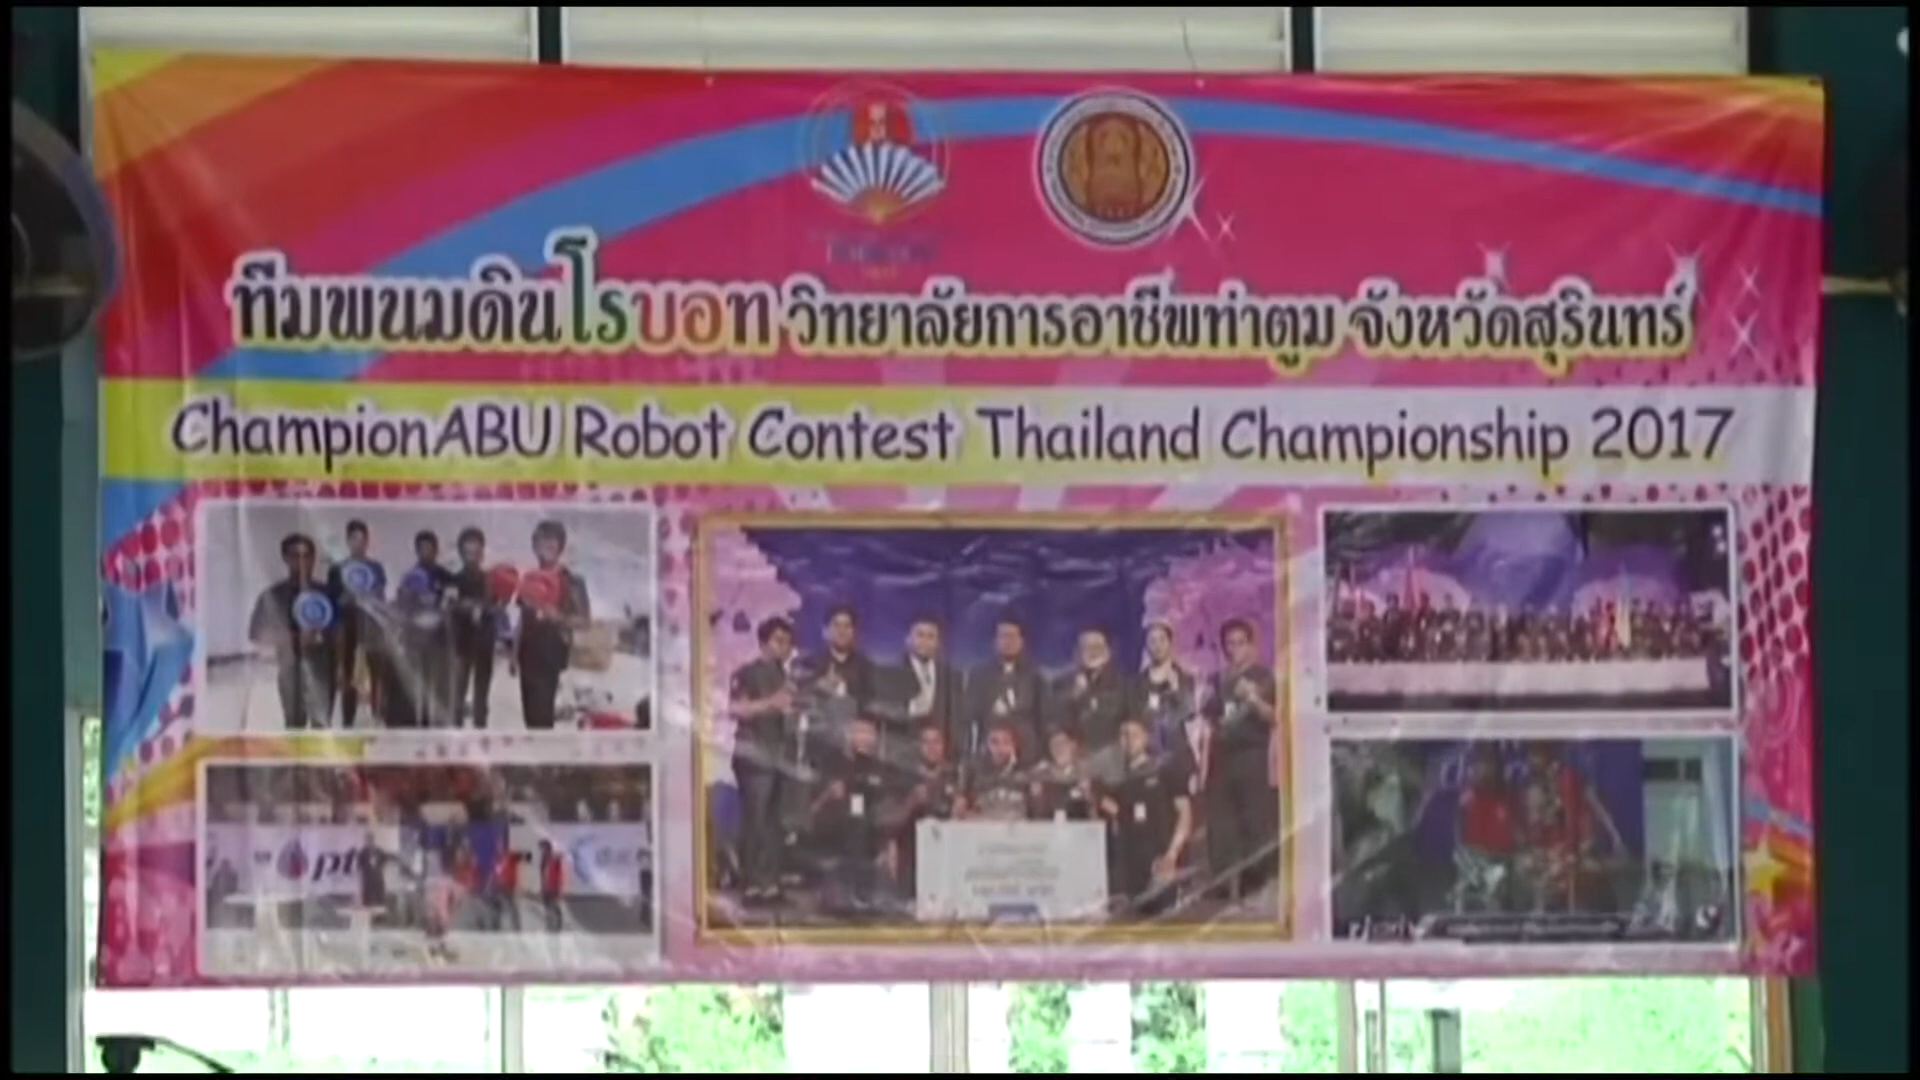 ทีมพนมดินโรบอท วิทยาลัยการอาชีพท่าตูม จังหวัดสุรินทร์
ChampionABU Robot Contest Thailand Championship 2017
ptt